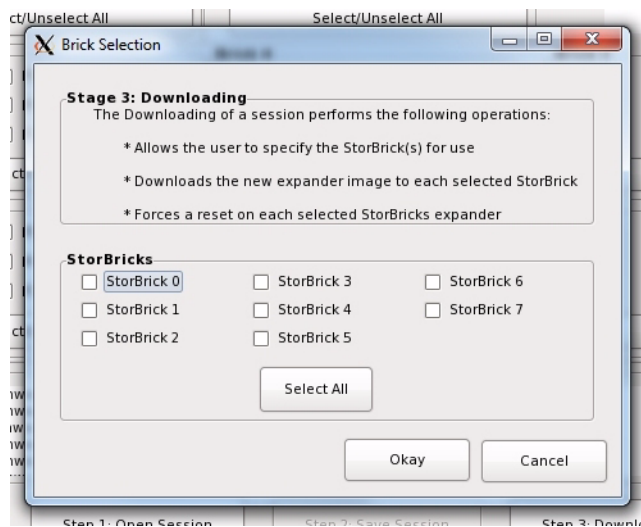 ct/Unselect All
Select/Unselect All
Brick Selection
Stage 3: Downloading
The Downloading of a session performs the following operations:
* Allows the user to specify the StorBrick(s) for use
* Downloads the new expander image to each selected StorBrick
* Forces a reset on each selected StorBricks expander
StorBricks
StorBrick 0
StorBrick 3
StorBrick 6
StorBrick 1
StorBrick 4
StorBrick 7
StorBrick 2
StorBrick 5
Select All
Okay
Cancel
Step 1: Open Session
Step 2: Save Session
Step 3: Downl